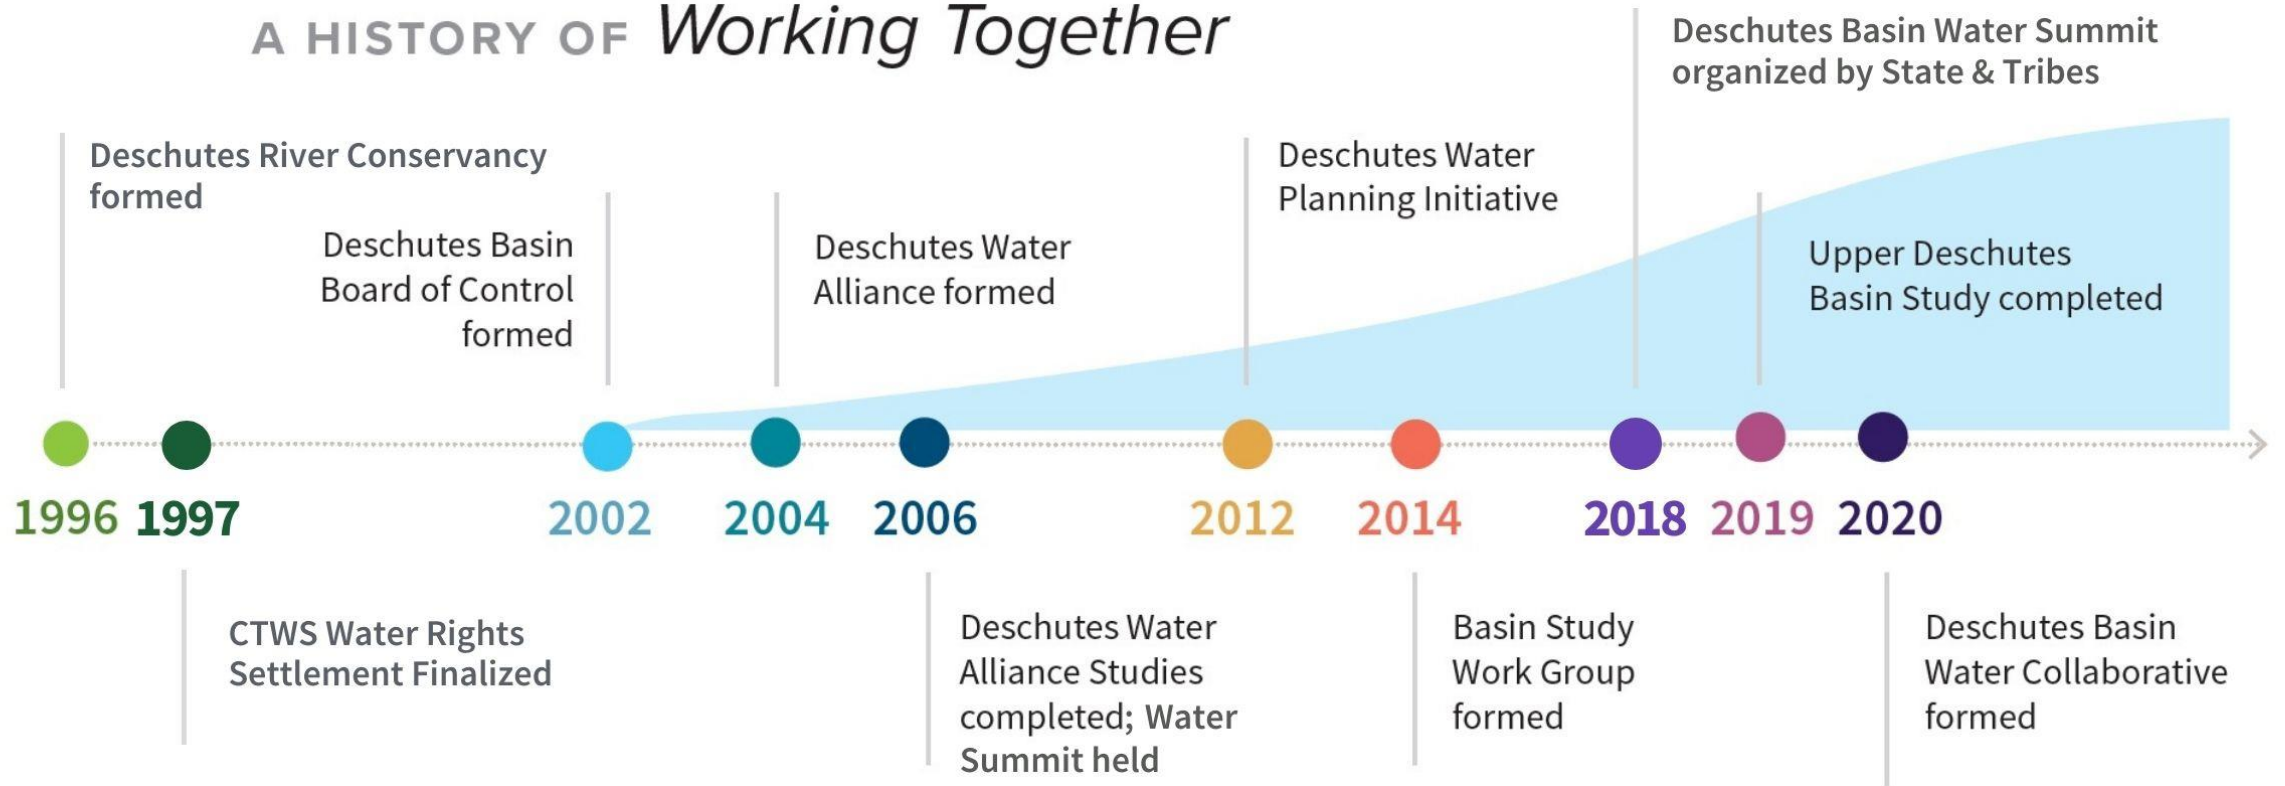 A HISTORY OF Working Together
Deschutes River Conservancy
formed
Deschutes Basin
Board of Control
formed
Deschutes Water
Alliance formed
Deschutes Water
Planning Initiative
Deschutes Basin Water Summit
organized by State & Tribes
Upper Deschutes
Basin Study completed
1996 1997 2002 2004 2006 2012 2014 2018 2019 2020
CTWS Water Rights
Settlement Finalized
Deschutes Water
Alliance Studies
completed; Water
Summit held
Basin Study
Work Group
formed
Deschutes Basin
Water Collaborative
formed